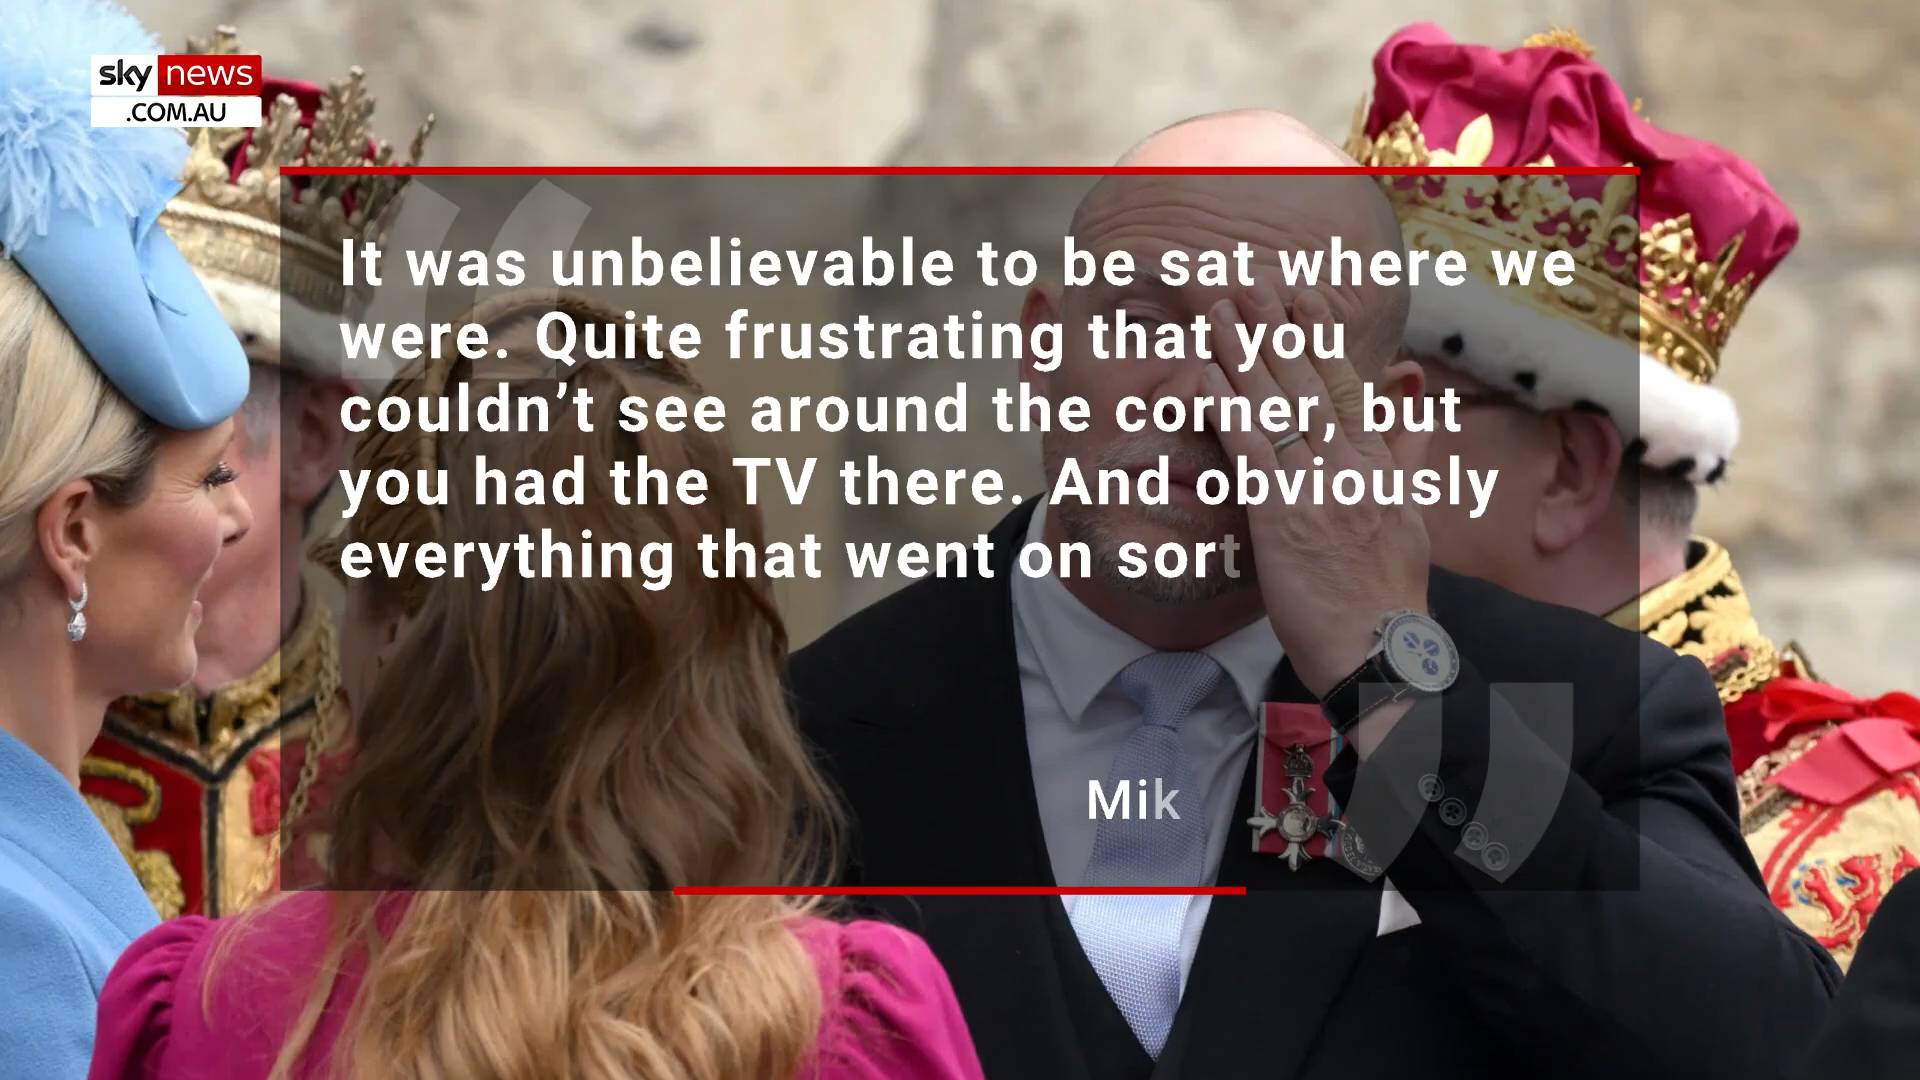 sky news
.COM.AU
It was unbelievable to be sat where we
were. Quite frustrating that you
couldn’t see around the corner, but
you had the TV there. And obviously
everything that went on sort
Mik